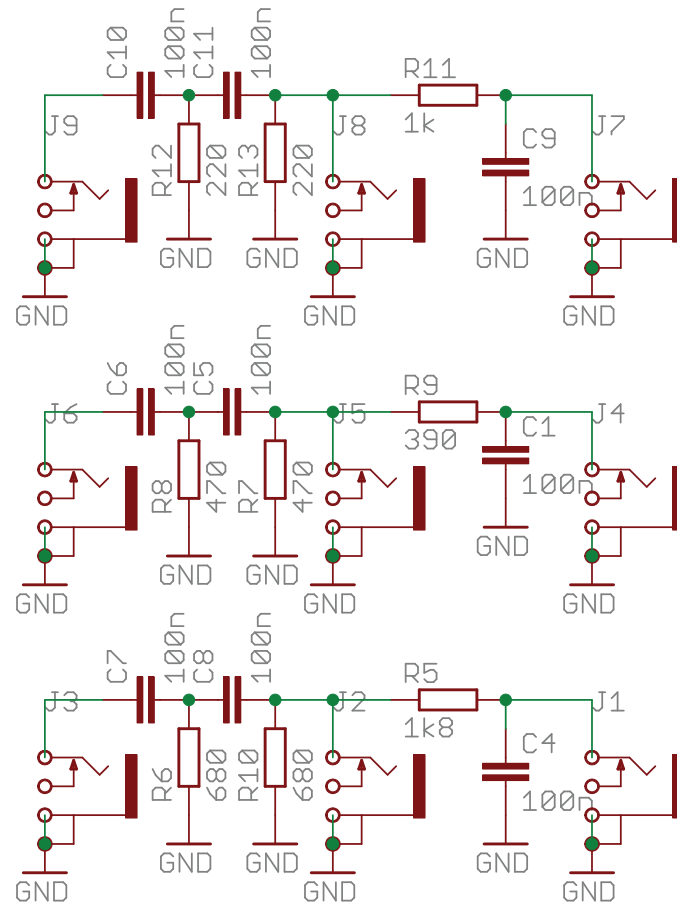 C10
100n
C11
100n
R11
1k
J9
J8
J7
C9
100n
R12
220
R13
220
GND
GND
GND
GND
GND
GND
C6
100n
C5
100n
R9
390
J6
J5
J4
C1
100n
R8
470
R7
470
GND
GND
GND
GND
GND
GND
C7
100n
C8
100n
R5
1k8
J3
J2
J1
C4
100n
R6
680
R10
680
GND
GND
GND
GND
GND
GND